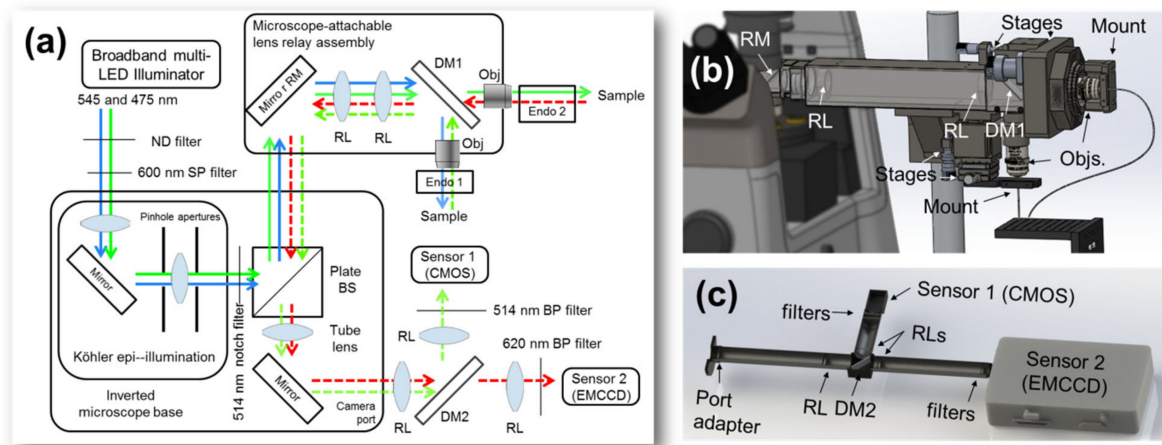 (a)
Broadband multi-
LED Illuminator
545 and 475 nm
ND filter
600 nm SP filter
Microscope-attachable
lens relay assembly
Mirro r RM
RL
RL
DM1
Obj
Endo 2
Sample
Obj
Endo 1
Sample
Pinhole apertures
Mirror
Köhler epi--illumination
Inverted
microscope base
514 nm notch filter
Plate
BS
Tube
lens
Mirror
Camera
port
Sensor 1
(CMOS)
514 nm BP filter
RL
620 nm BP filter
RL
DM2
RL
Sensor 2
(EMCCD)
(b)
RM
RL
Stages
Mount
RL
DM1
Objs.
Stages
Mount
(c)
Sensor 1 (CMOS)
filters
RLs
Sensor 2
(EMCCD)
Port
adapter
RL DM2
filters